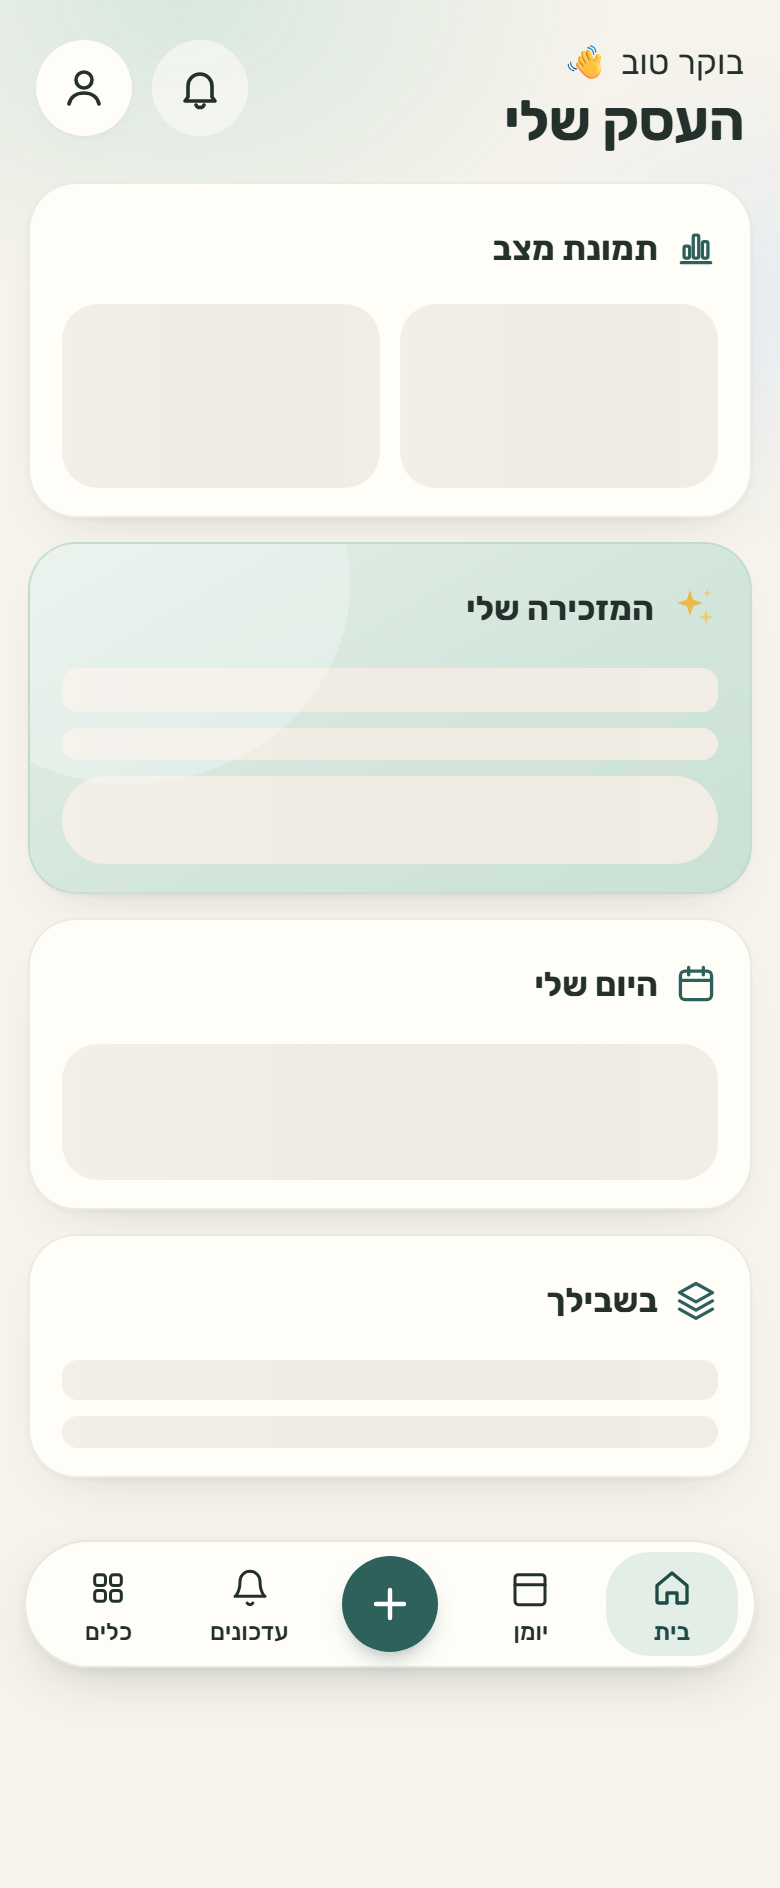 בוקר טוב 👋
העסק שלי
תמונת מצב
המזכירה שלי
היום שלי
בשבילך
בית
יומן
עדכונים
כלים